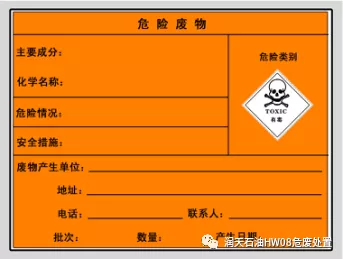 危险废物
主要成分：
化学名称：
危险类别
TOXIC
有毒
危险情况：
安全措施：
废物产生单位：
地址：
电话：
联系人：
批次：
数量：
产生日期：
润天石油HW08危废处置